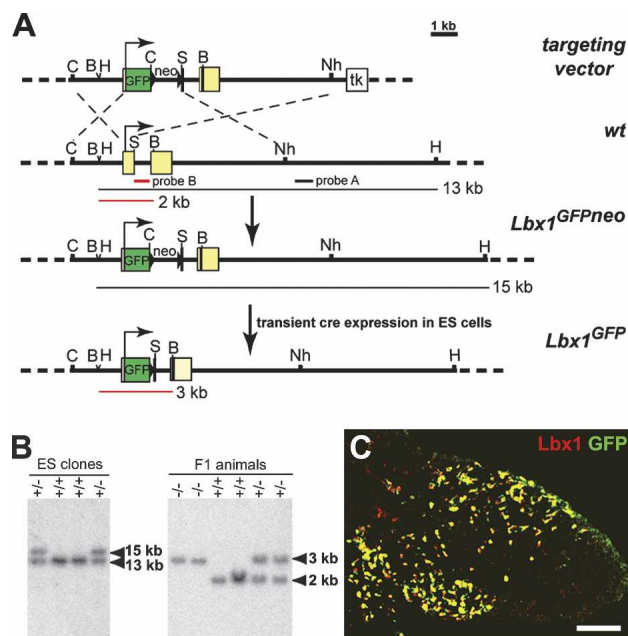 A
1 kb
C B H C S B Nh
GFP neo tk
targeting vector
wt
C B H S B Nh H
probe B probe A
13 kb
2 kb
Lbx1GFPneo
C B H C S B Nh H
GFP neo
15 kb
transient cre expression in ES cells
Lbx1GFP
C B H S B Nh H
GFP
3 kb
B
ES clones
+/- +/+ +/+ +/-
15 kb
13 kb
F1 animals
-/- -/- +/+ +/+ +/- +/-
3 kb
2 kb
C
Lbx1 GFP